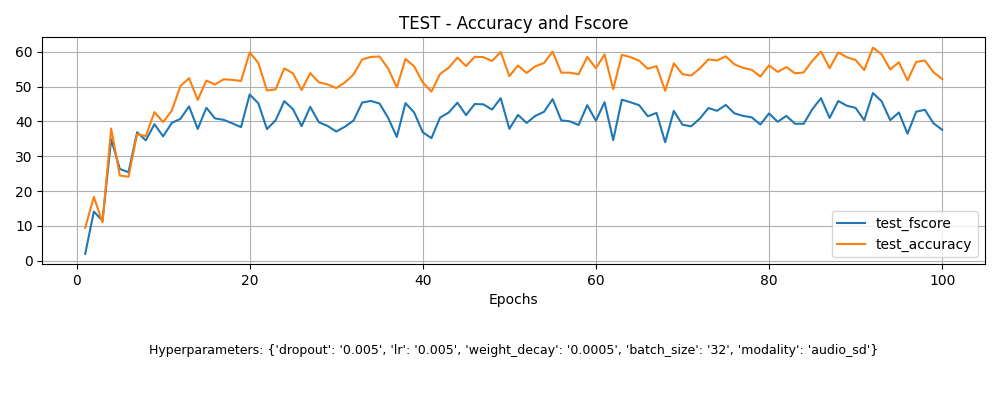 TEST - Accuracy and Fscore
60
50
40
30
20
10
0
test_fscore
test_accuracy
0 20 40 60 80 100
Epochs
Hyperparameters: {'dropout': '0.005', 'lr': '0.005', 'weight_decay': '0.0005', 'batch_size': '32', 'modality': 'audio_sd'}